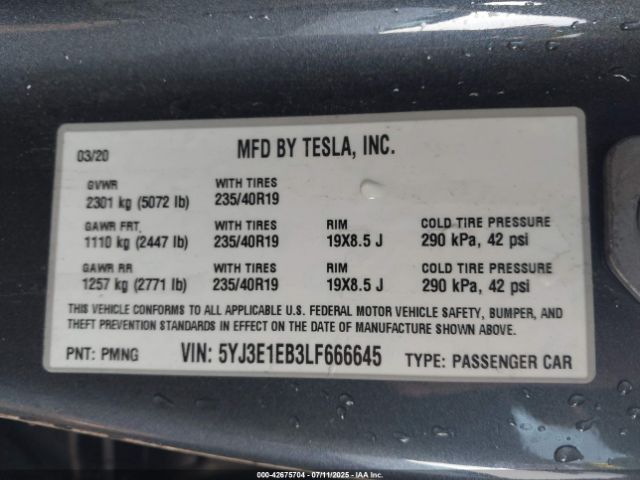 03/20 MFD BY TESLA, INC.
GVWR WITH TIRES
2301 kg (5072 lb) 235/40R19
GAWR FRT, WITH TIRES RIM COLD TIRE PRESSURE
1110 kg (2447 lb) 235/40R19 19X8.5 J 290 kPa, 42 psi
GAWR RR WITH TIRES RIM COLD TIRE PRESSURE
1257 kg (2771 lb) 235/40R19 19X8.5 J 290 kPa, 42 psi
THIS VEHICLE CONFORMS TO ALL APPLICABLE U.S. FEDERAL MOTOR VEHICLE SAFETY, BUMPER, AND
THEFT PREVENTION STANDARDS IN EFFECT ON THE DATE OF MANUFACTURE SHOWN ABOVE.
PNT: PMNG VIN: 5YJ3E1EB3LF666645 TYPE: PASSENGER CAR
000-42675704 - 07/11/2025 - IAAI.COM